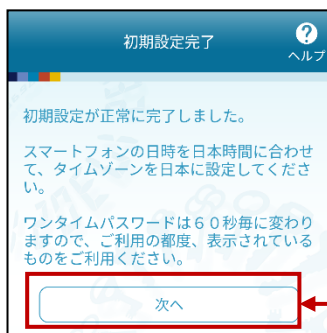 初期設定完了
?
ヘルプ
初期設定が正常に完了しました。
スマートフォンの日時を日本時間に合わせ
て、タイムゾーンを日本に設定してくださ
い。
ワンタイムパスワードは６０秒毎に変わり
ますので、ご利用の都度、表示されている
ものをご利用ください。
次へ